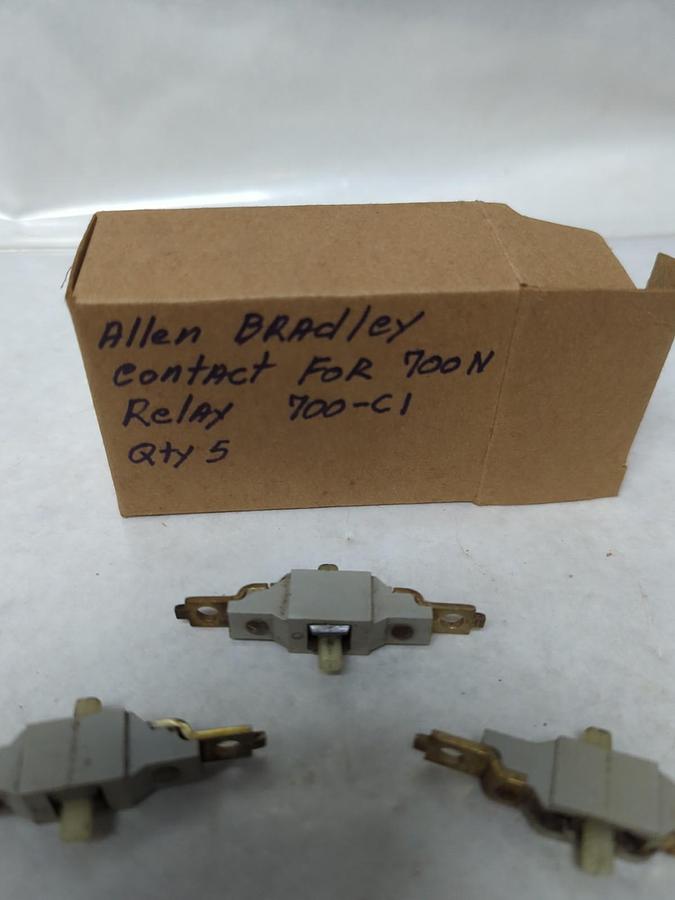 Allen BRAdley
contAct FoR 700N
RelAy 700-C1
Qty 5